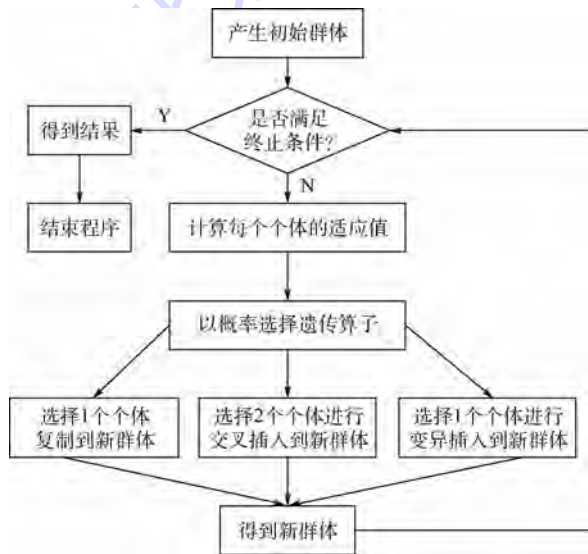 产生初始群体
是否满足
终止条件?
Y
得到结果
N
结束程序
计算每个个体的适应值
以概率选择遗传算子
选择1个个体
复制到新群体
选择2个个体进行
交叉插入到新群体
选择1个个体进行
变异插入到新群体
得到新群体